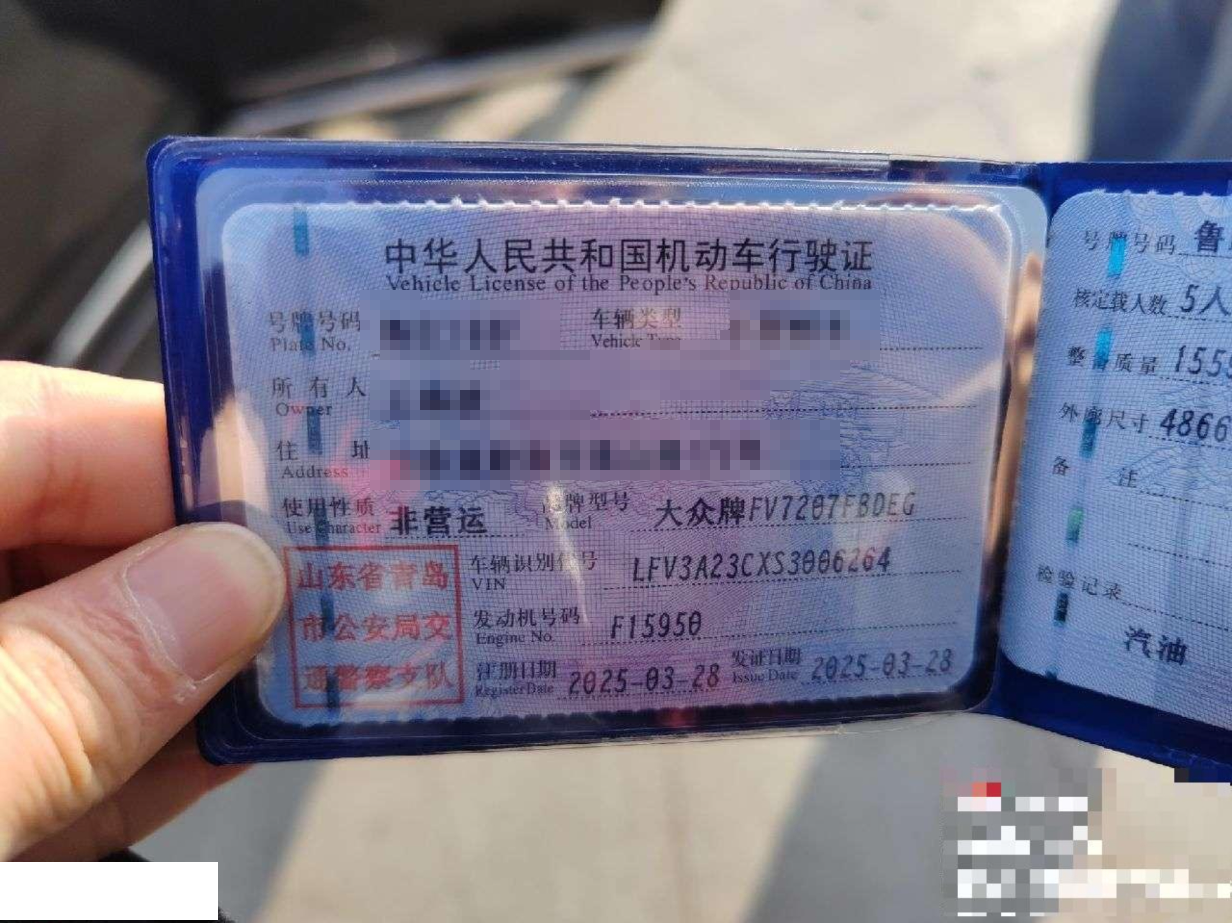 中华人民共和国机动车行驶证
Vehicle License of the People's Republic of China
号牌号码
Plate No.
车辆类型
Vehicle Type
所有人
Owner
住址
Address
使用性质 非营运
Use Character
品牌型号 大众牌FV7207FBDEG
Model
车辆识别代号 LFV3A23CXS3006264
VIN
发动机号码 F15950
Engine No.
注册日期 2025-03-28
Register Date
发证日期 2025-03-28
Issue Date
山东省青岛
市公安局交
通警察支队
号牌号码 鲁
核定载人数 5人
整备质量 155
外廓尺寸 4866
备注
检验记录
汽油